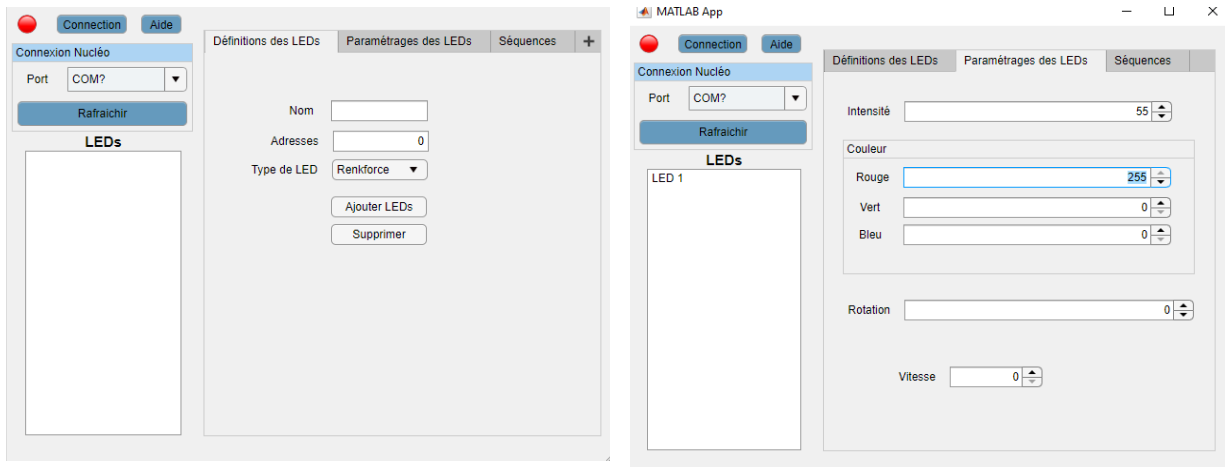 Connection Aide
Connexion Nucléo
Port COM?
Rafraichir
LEDs
Définitions des LEDs Paramétrages des LEDs Séquences +
Nom
Adresses 0
Type de LED Renkforce
Ajouter LEDs
Supprimer
MATLAB App
Connection Aide
Connexion Nucléo
Port COM?
Rafraichir
LEDs
LED 1
Définitions des LEDs Paramétrages des LEDs Séquences
Intensité 55
Couleur
Rouge 255
Vert 0
Bleu 0
Rotation 0
Vitesse 0